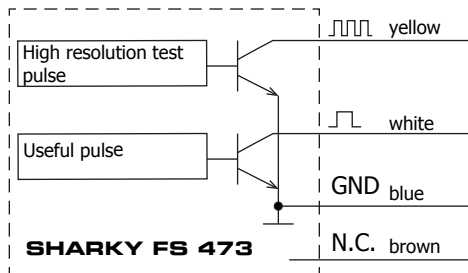 High resolution test
pulse
yellow
Useful pulse
white
GND blue
SHARKY FS 473
N.C. brown